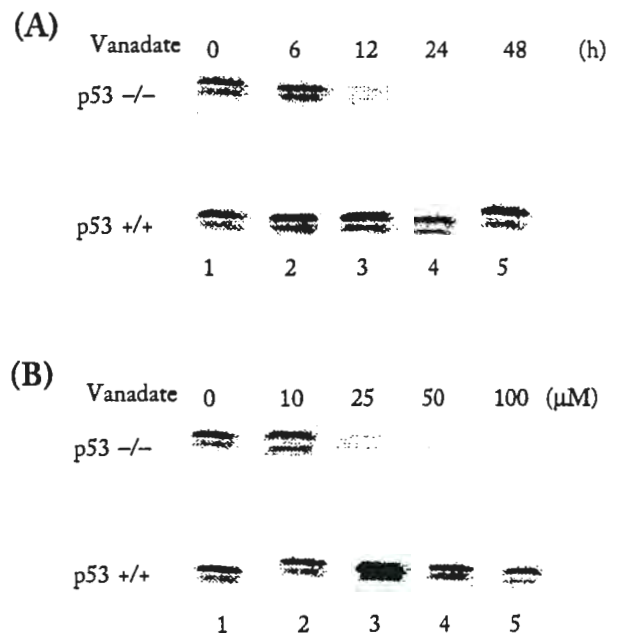 (A)
Vanadate 0 6 12 24 48 (h)
p53 –/–
p53 +/+
1 2 3 4 5
(B)
Vanadate 0 10 25 50 100 (µM)
p53 –/–
p53 +/+
1 2 3 4 5